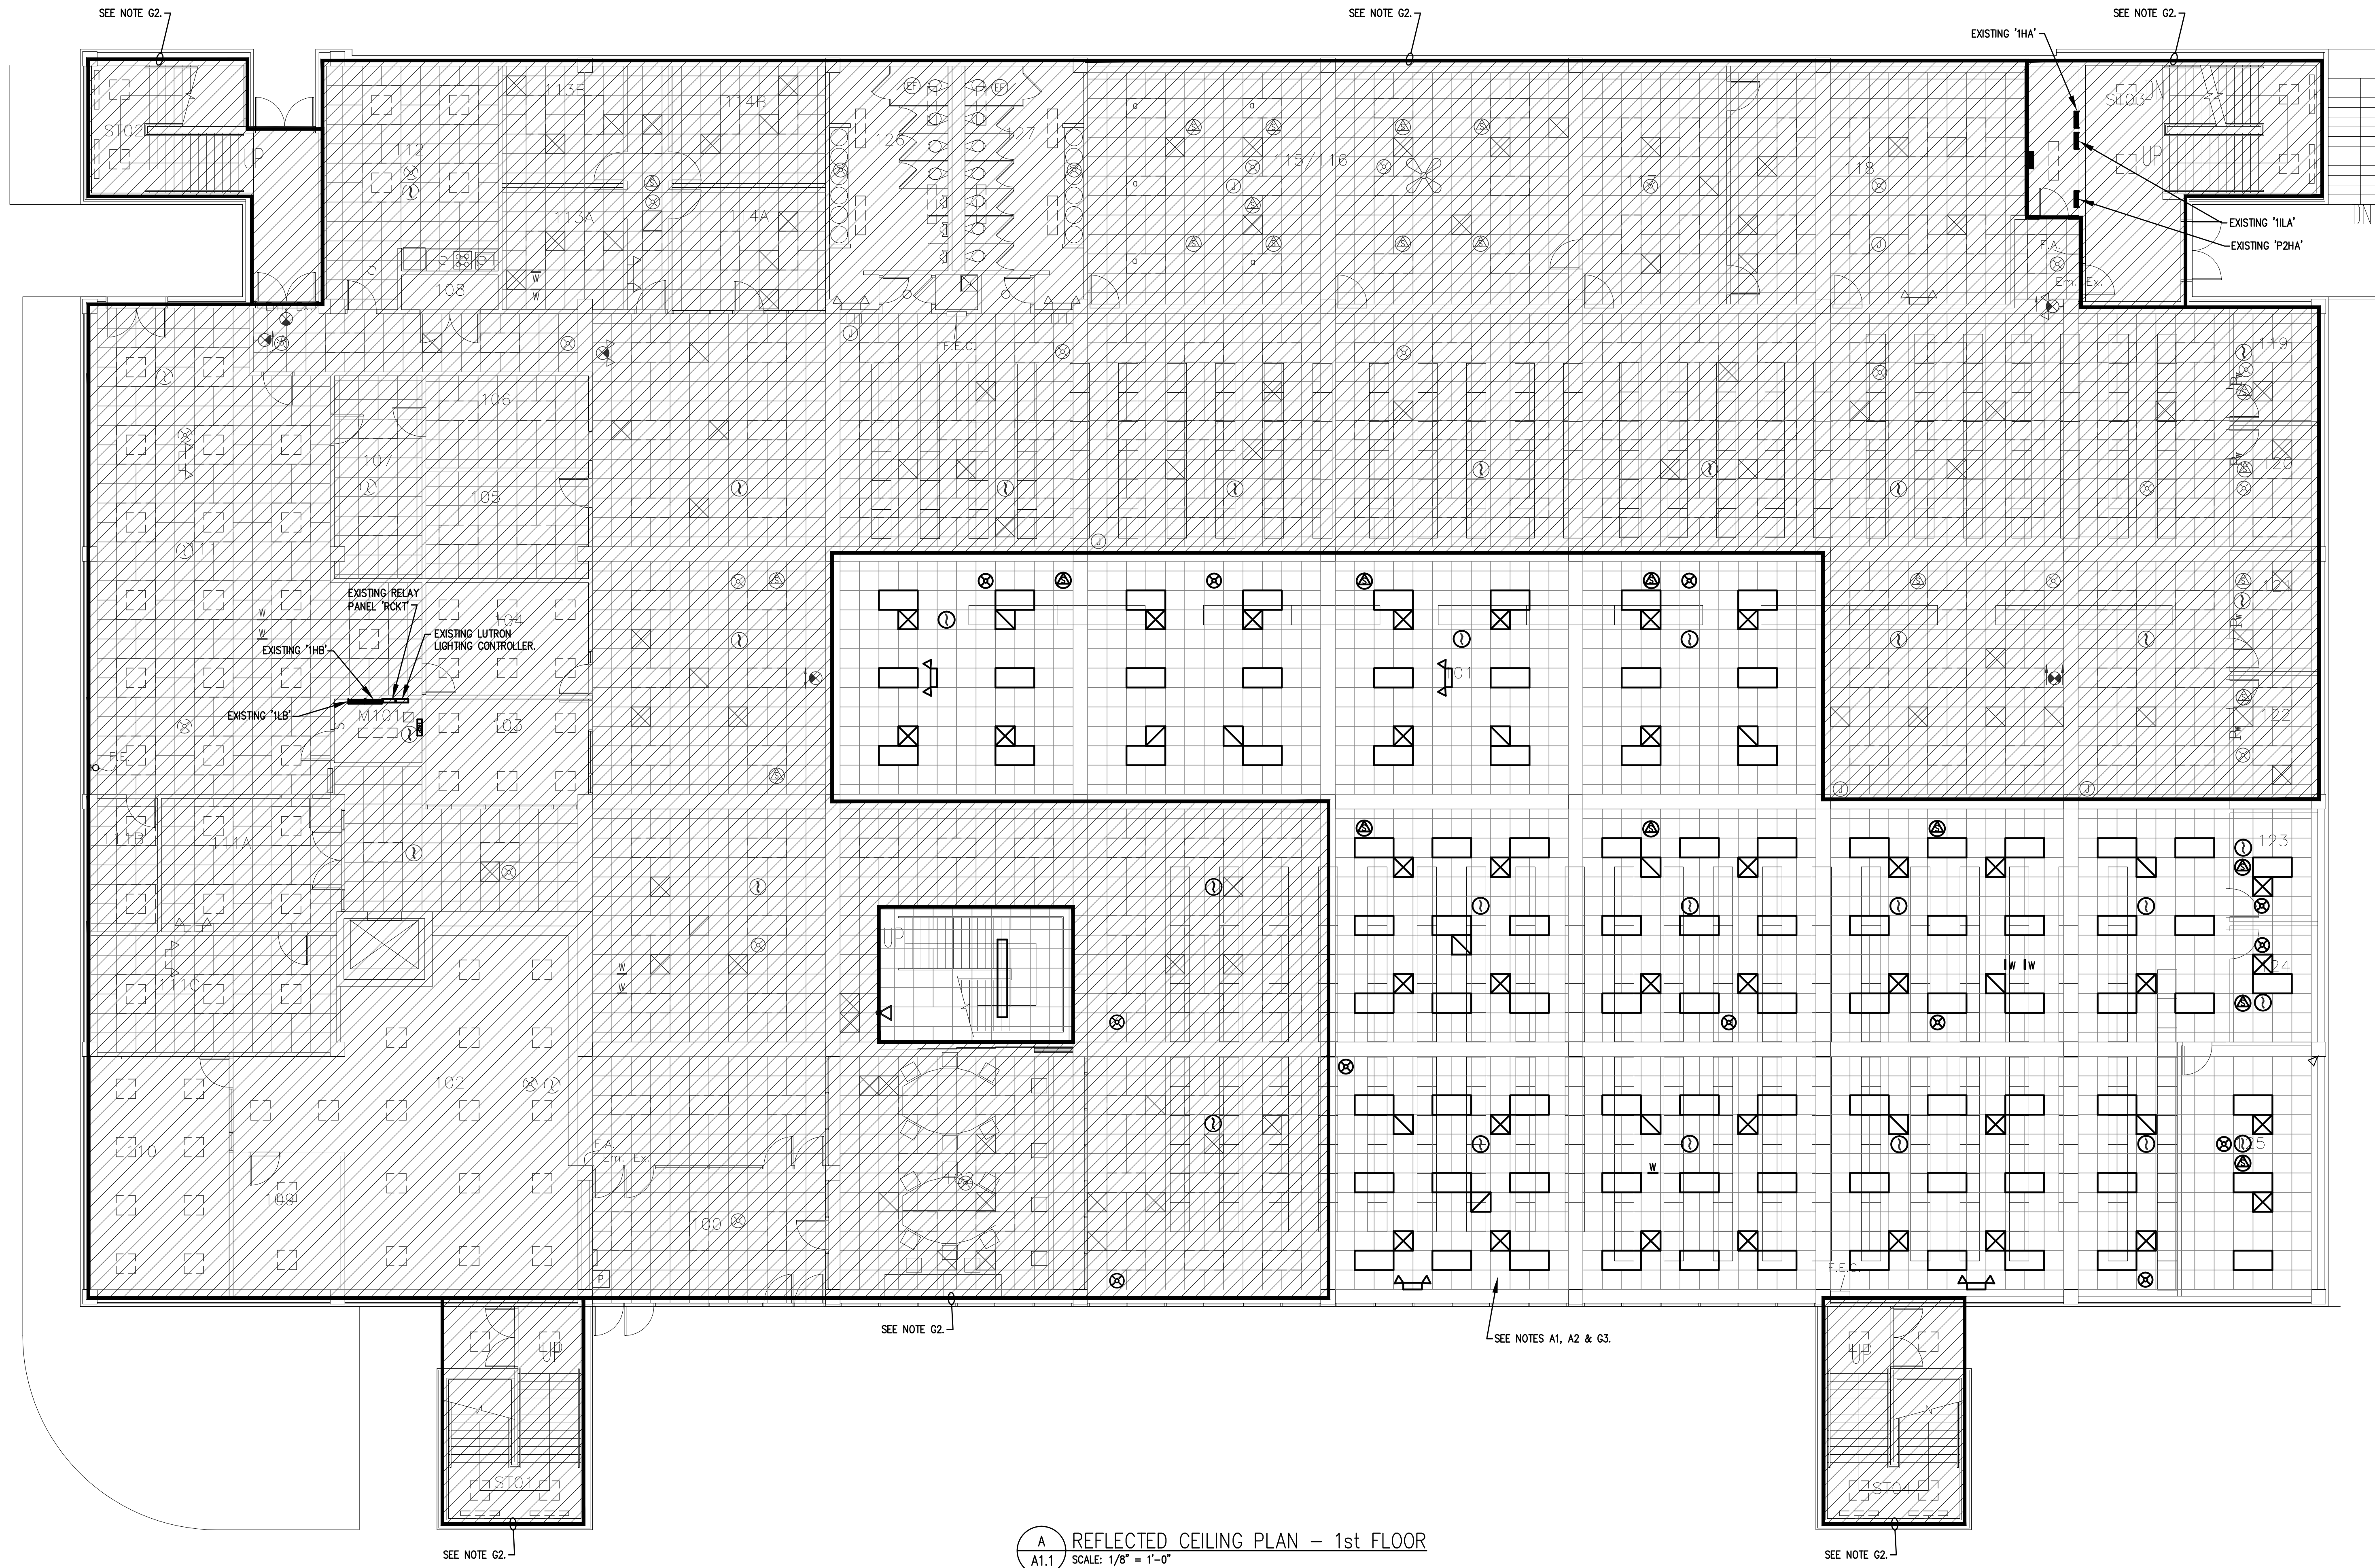 SEE NOTE G2.
SEE NOTE G2.
SEE NOTE G2.
EXISTING '1HA'
ST02
UP
112
113B
114B
126
127
EF
EF
115/116
a
a
a
a
a
118
ST03
DN
UP
DN
EXISTING '1ILA'
EXISTING 'P2HA'
113A
114A
108
W
W
J
J
F.A.
Em. Ex.
F.E.C.
J
119
106
107
105
120
J
111
EXISTING RELAY
PANEL 'RCKT'
104
EXISTING LUTRON
LIGHTING CONTROLLER.
W
W
EXISTING '1HB'
EXISTING '1LB'
M101
S
103
101
121
122
F.E.
J
J
111B
111A
123
UP
W
W
W
W
124
111C
102
110
F.A.
Em. Ex.
W
109
100
P
F.E.C.
SEE NOTE G2.
SEE NOTES A1, A2 & G3.
UP
UP
ST01
ST04
SEE NOTE G2.
SEE NOTE G2.
A
A1.1
REFLECTED CEILING PLAN – 1st FLOOR
SCALE: 1/8" = 1'-0"